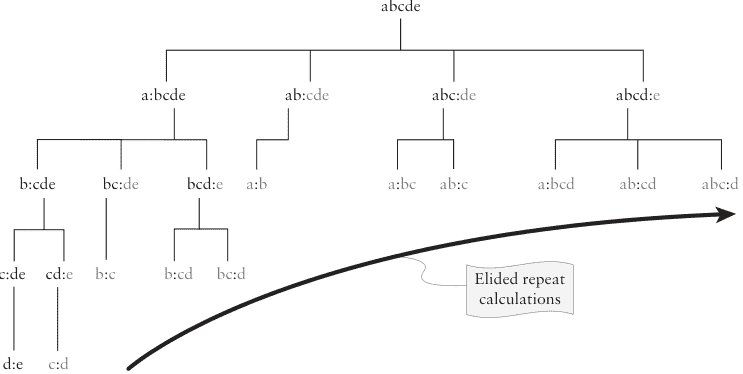 abcde
a:bcde ab:cde abc:de abcd:e
b:cde bc:de bcd:e a:b a:bc ab:c a:bcd ab:cd abc:d
c:de cd:e b:c b:cd bc:d
Elided repeat
calculations
d:e c:d